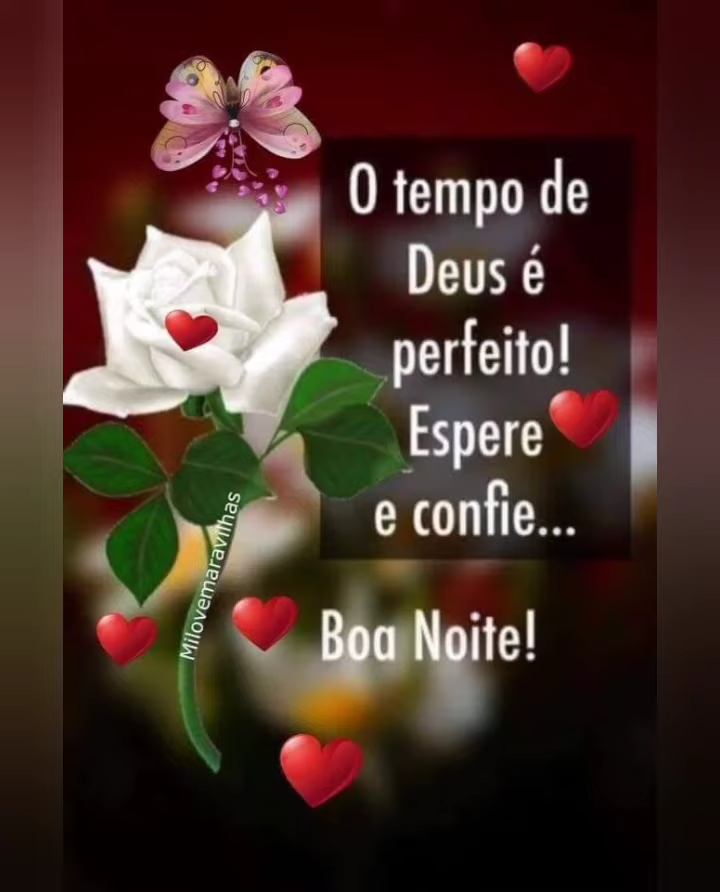 O tempo de
Deus é
perfeito!
Espere
e confie...
Boa Noite!
Milovemaravilhas